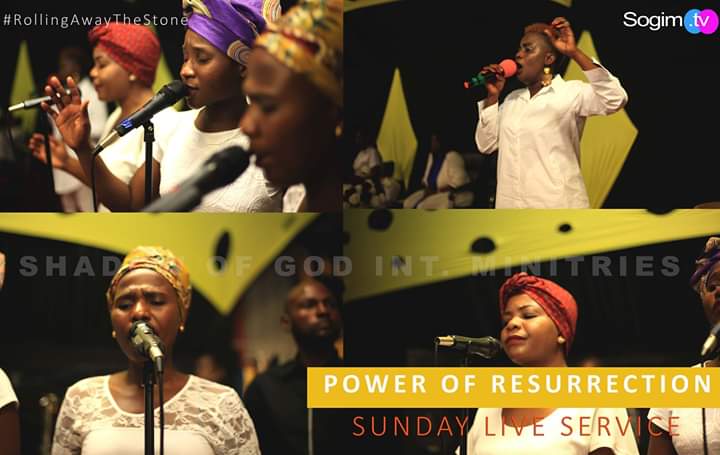 #RollingAwayTheStone
Sogim.tv
SHADOW OF GOD INT. MINITRIES
POWER OF RESURRECTION
SUNDAY LIVE SERVICE